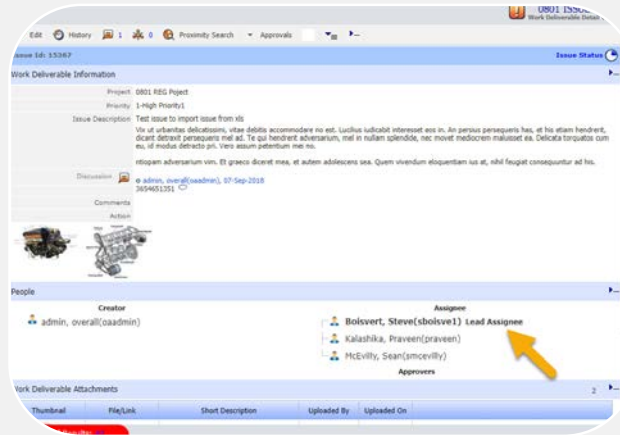 0801 ISSU
Work Deliverable Detail
Edit History 1 0 Proximity Search Approvals
Issue Id: 15367 Issue Status
Work Deliverable Information
Project 0801 REG Poject
Priority 1-High Priority1
Issue Description Test issue to import issue from xls
Vix ut urbanitas delicatissimi, vitae debitis accommodare no est. Lucilius iudicabit interesset eos in. An persius persequeris has, et his etiam hendrerit,
dicant detraxit persequeris mel ad. Te qui hendrerit adversarium, mel in nullam splendide, nec movet mediocrem maluisset ea. Delicata torquatos cum
eu, id modus detracto pri. Vero assum petentium mei no.
ntiopam adversarium vim. Et graeco diceret mea, et autem adolescens sea. Quem vivendum eloquentiam ius at, nihil feugiat consequuntur ad his.
Discussion admin, overall(oaadmin), 07-Sep-2018
3654651351
Comments
Action
People
Creator Assignee
admin, overall(oaadmin) Boisvert, Steve(sboisve1) Lead Assignee
Kalashika, Praveen(praveen)
McEvilly, Sean(smcevilly)
Approvers
Work Deliverable Attachments 2
Thumbnail File/Link Short Description Uploaded By Uploaded On